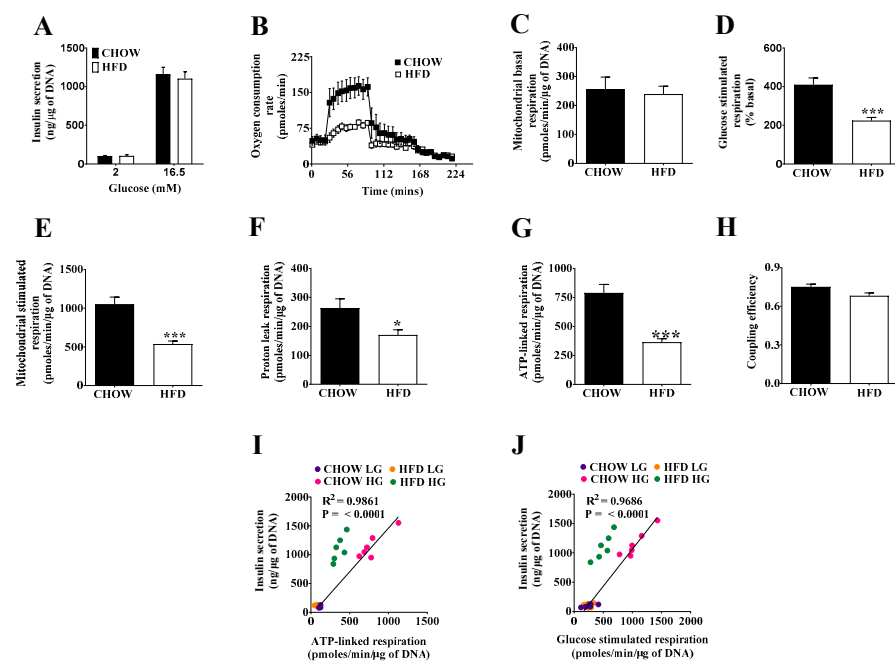 A
CHOW
HFD
Insulin secretion
(ng/µg of DNA)
1500
1000
500
0
2
16.5
Glucose (mM)
B
CHOW
HFD
Oxygen consumption
rate
(pmoles/min)
225
150
75
0
0
56
112
168
224
Time (mins)
C
Mitochondrial basal
respiration
(pmoles/min/µg of DNA)
400
300
200
100
0
CHOW
HFD
D
Glucose stimulated
respiration
(% basal)
600
400
200
0
***
CHOW
HFD
E
Mitochondrial stimulated
respiration
(pmoles/min/µg of DNA)
1500
1000
500
0
***
CHOW
HFD
F
Proton leak respiration
(pmoles/min/µg of DNA)
400
300
200
100
0
*
CHOW
HFD
G
ATP-linked respiration
(pmoles/min/µg of DNA)
1000
750
500
250
0
***
CHOW
HFD
H
Coupling efficiency
0.9
0.6
0.3
0.0
CHOW
HFD
I
CHOW LG
HFD LG
CHOW HG
HFD HG
R2 = 0.9861
P = < 0.0001
Insulin secretion
(ng/µg of DNA)
2000
1500
1000
500
0
0
500
1000
1500
ATP-linked respiration
(pmoles/min/µg of DNA)
J
CHOW LG
HFD LG
CHOW HG
HFD HG
R2 = 0.9686
P = < 0.0001
Insulin secretion
(ng/µg of DNA)
2000
1500
1000
500
0
0
500
1000
1500
2000
Glucose stimulated respiration
(pmoles/min/µg of DNA)